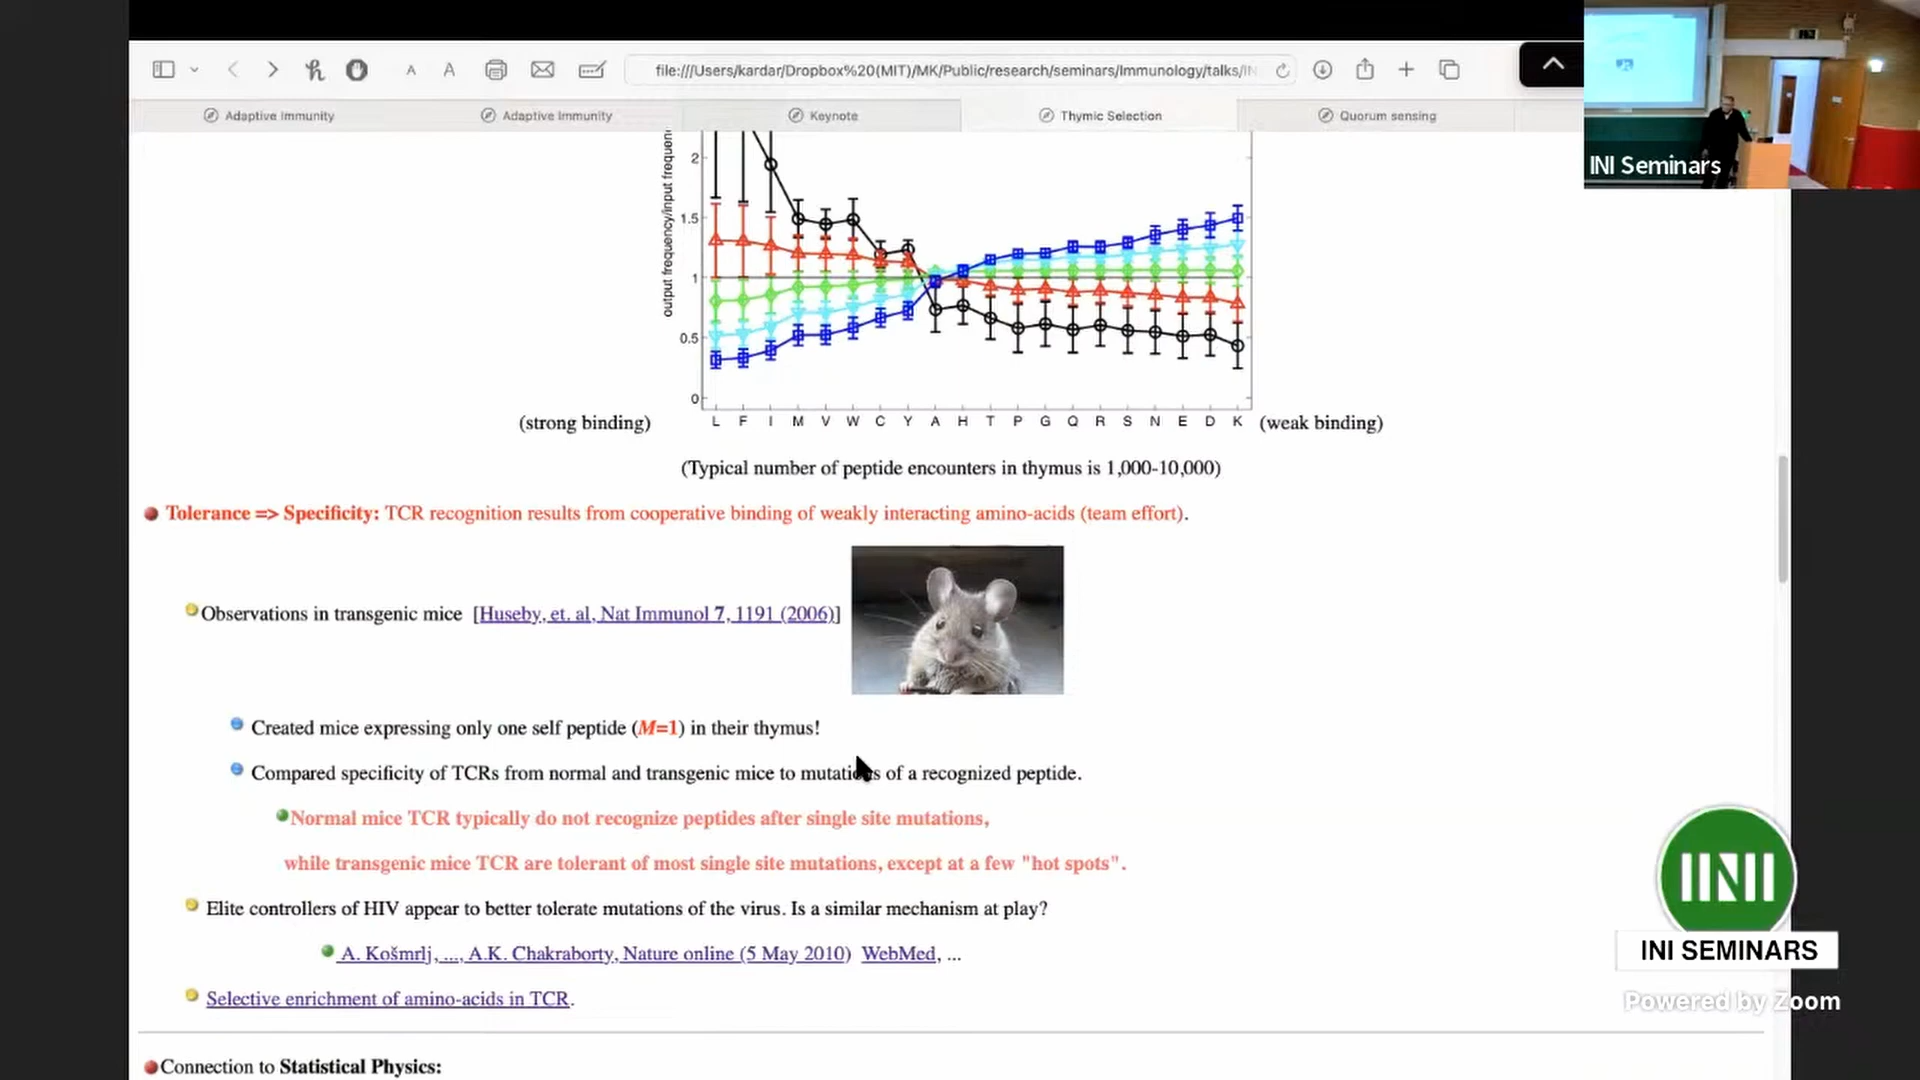 file:///Users/kardar/Dropbox%20(MIT)/MK/Public/research/seminars/Immunology/talks/IN
Adaptive Immunity
Adaptive Immunity
Keynote
Thymic Selection
Quorum sensing
INI Seminars
output frequency/input frequen
2
1.5
1
0.5
0
(strong binding)
L F I M V W C Y A H T P G Q R S N E D K
(weak binding)
(Typical number of peptide encounters in thymus is 1,000-10,000)
Tolerance => Specificity: TCR recognition results from cooperative binding of weakly interacting amino-acids (team effort).
Observations in transgenic mice [Huseby, et. al, Nat Immunol 7, 1191 (2006)]
Created mice expressing only one self peptide (M=1) in their thymus!
Compared specificity of TCRs from normal and transgenic mice to mutations of a recognized peptide.
Normal mice TCR typically do not recognize peptides after single site mutations,
while transgenic mice TCR are tolerant of most single site mutations, except at a few "hot spots".
Elite controllers of HIV appear to better tolerate mutations of the virus. Is a similar mechanism at play?
A. Košmrlj, ..., A.K. Chakraborty, Nature online (5 May 2010) WebMed, ...
Selective enrichment of amino-acids in TCR.
Connection to Statistical Physics:
INI
INI SEMINARS
Powered by Zoom